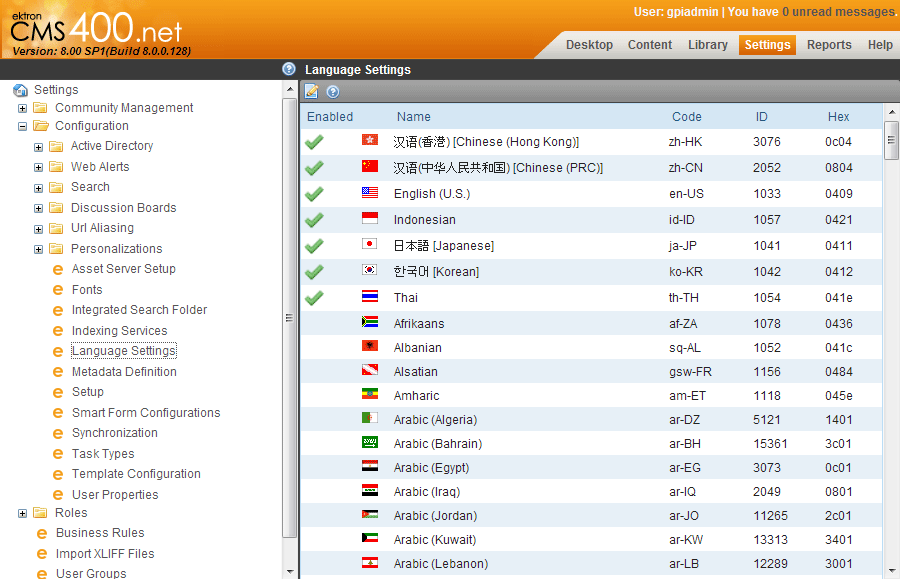 ektron
CMS400.net
Version: 8.00 SP1(Build 8.0.0.128)
User: gpiadmin | You have 0 unread messages.
Desktop Content Library Settings Reports Help
Language Settings
Settings
Community Management
Configuration
Active Directory
Web Alerts
Search
Discussion Boards
Url Aliasing
Personalizations
Asset Server Setup
Fonts
Integrated Search Folder
Indexing Services
Language Settings
Metadata Definition
Setup
Smart Form Configurations
Synchronization
Task Types
Template Configuration
User Properties
Roles
Business Rules
Import XLIFF Files
User Groups
Enabled Name Code ID Hex
汉语(香港) [Chinese (Hong Kong)] zh-HK 3076 0c04
汉语(中华人民共和国) [Chinese (PRC)] zh-CN 2052 0804
English (U.S.) en-US 1033 0409
Indonesian id-ID 1057 0421
日本語 [Japanese] ja-JP 1041 0411
한국어 [Korean] ko-KR 1042 0412
Thai th-TH 1054 041e
Afrikaans af-ZA 1078 0436
Albanian sq-AL 1052 041c
Alsatian gsw-FR 1156 0484
Amharic am-ET 1118 045e
Arabic (Algeria) ar-DZ 5121 1401
Arabic (Bahrain) ar-BH 15361 3c01
Arabic (Egypt) ar-EG 3073 0c01
Arabic (Iraq) ar-IQ 2049 0801
Arabic (Jordan) ar-JO 11265 2c01
Arabic (Kuwait) ar-KW 13313 3401
Arabic (Lebanon) ar-LB 12289 3001